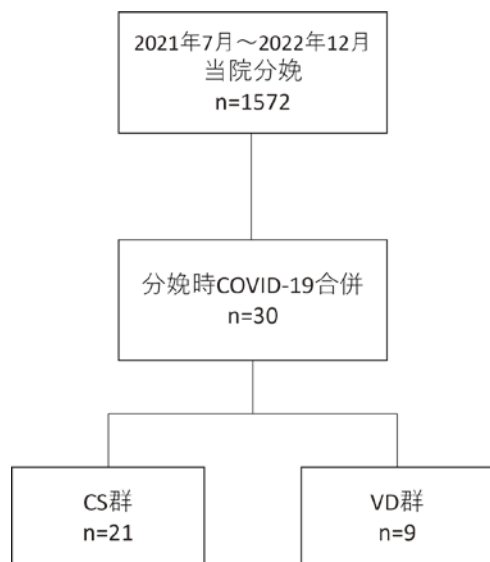 2021年7月～2022年12月
当院分娩
n=1572
分娩時COVID-19合併
n=30
CS群
n=21
VD群
n=9